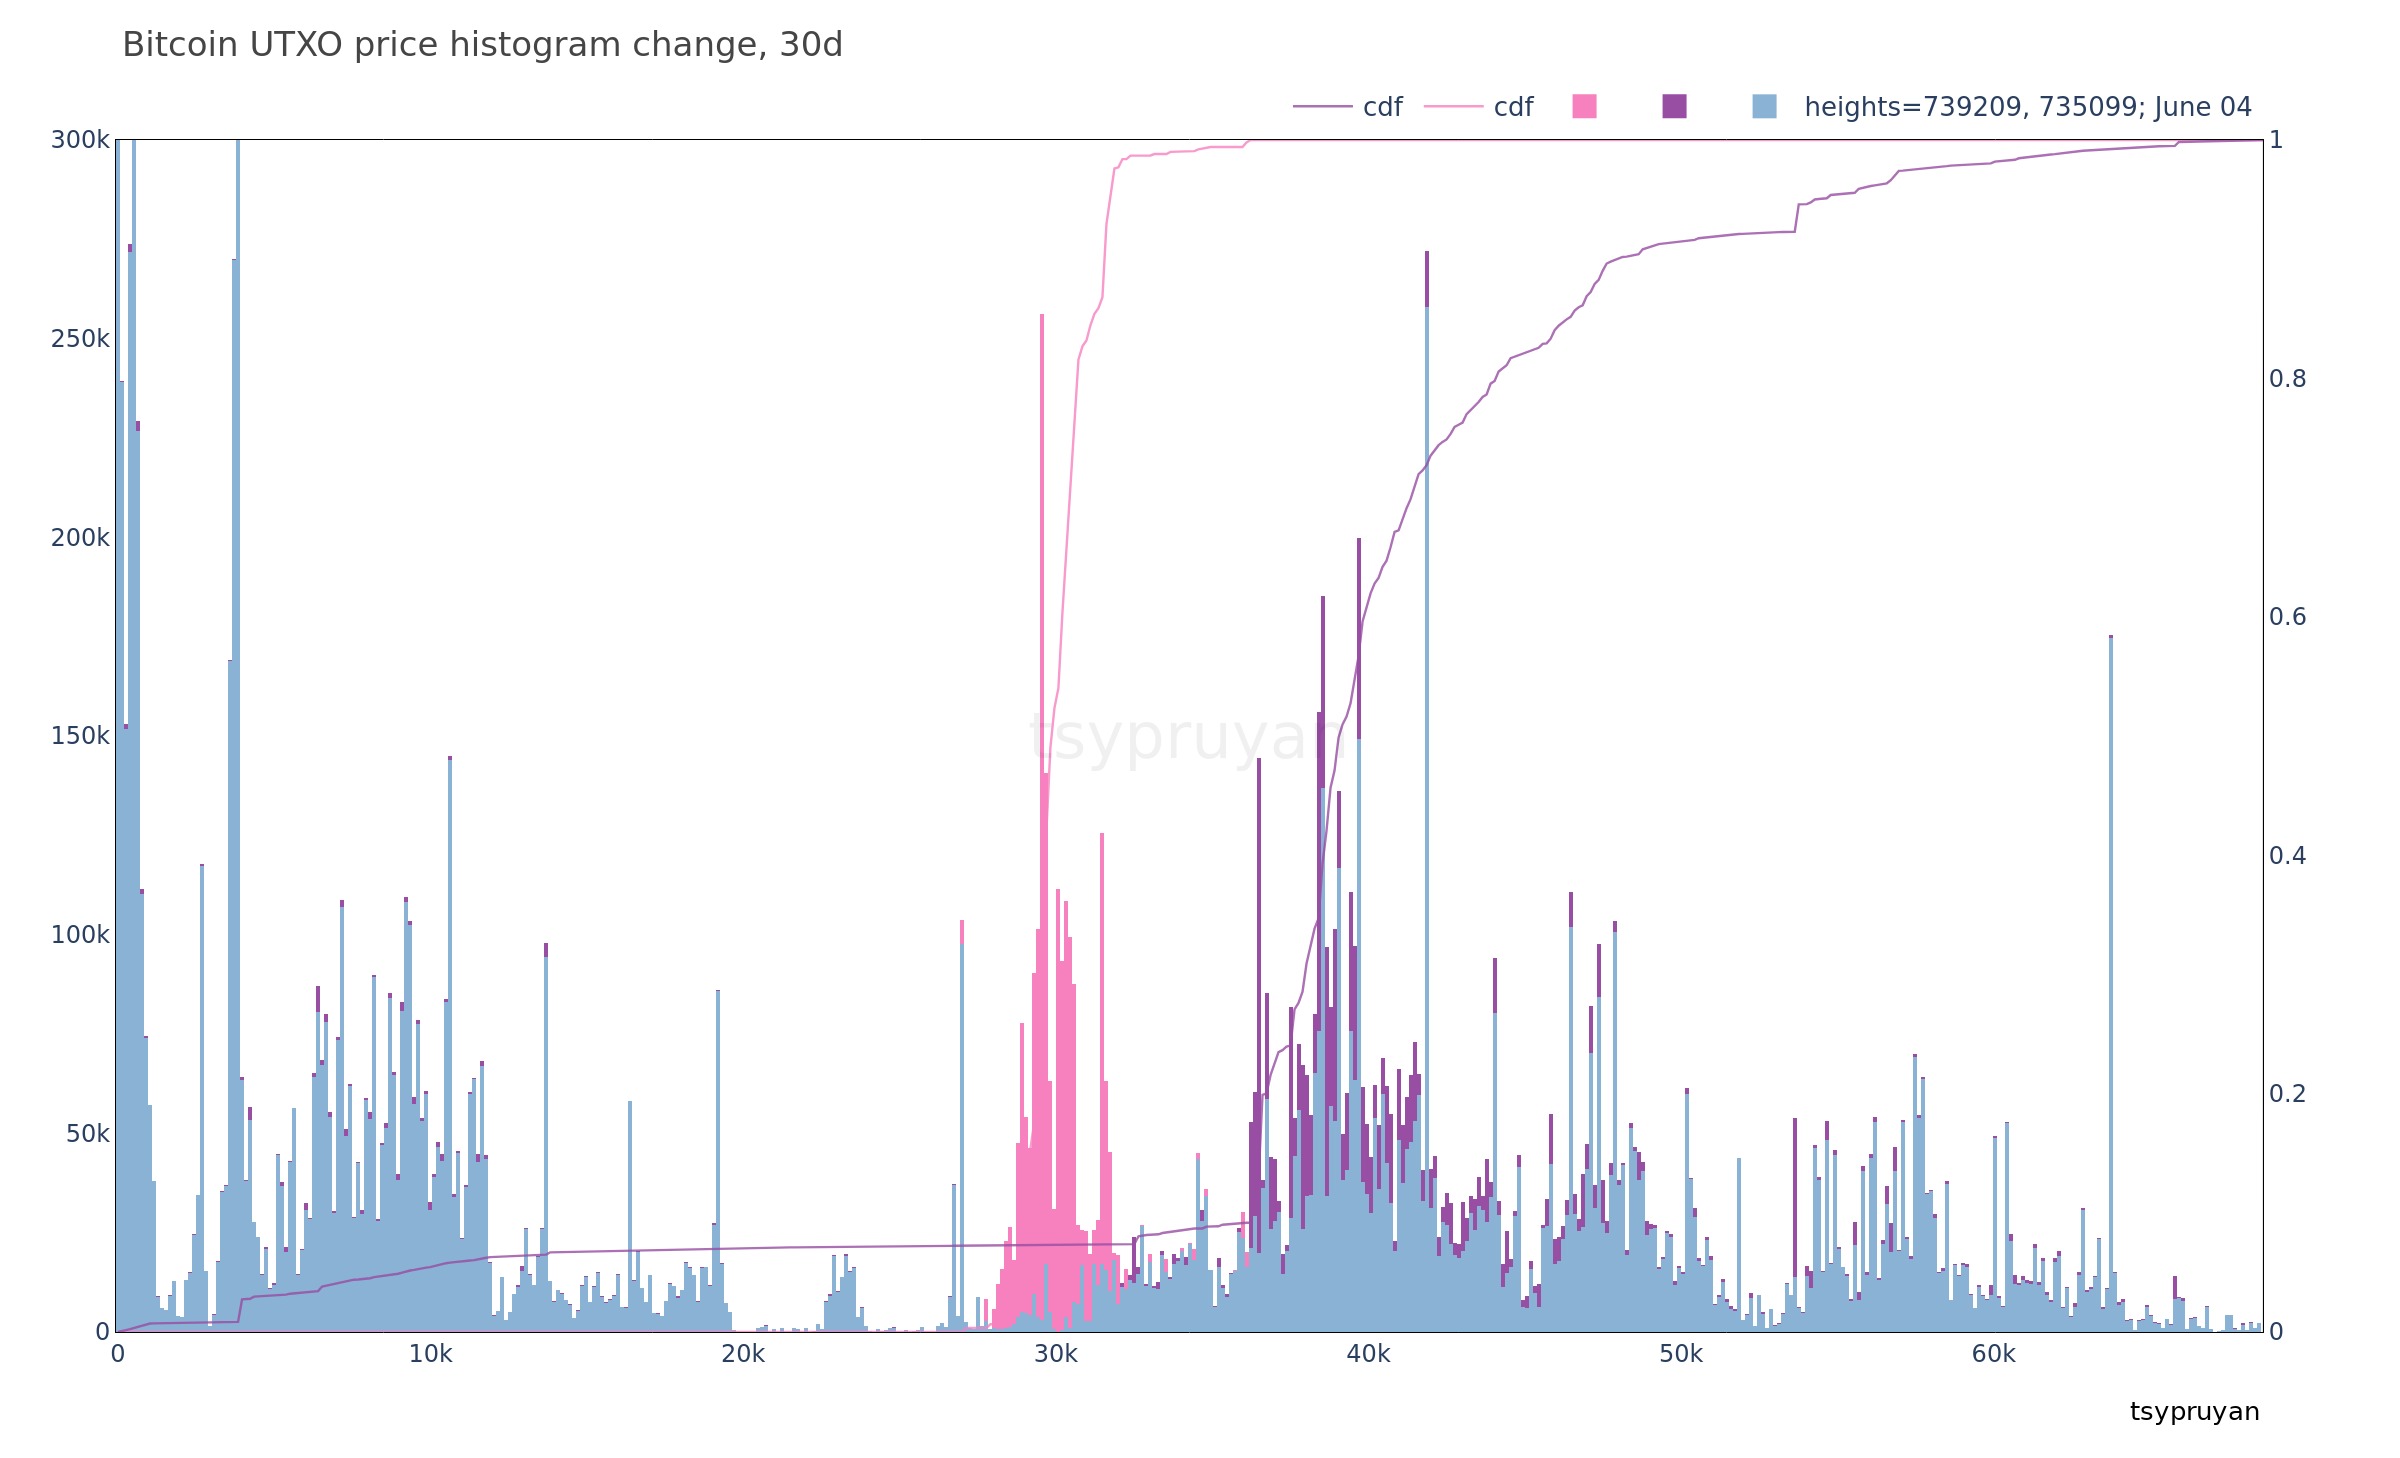 Bitcoin UTXO price histogram change, 30d
cdf cdf heights=739209, 735099; June 04
300k 1
250k
0.8
200k
0.6
150k
tsypruyan
0.4
100k
0.2
50k
0 0
0 10k 20k 30k 40k 50k 60k
tsypruyan